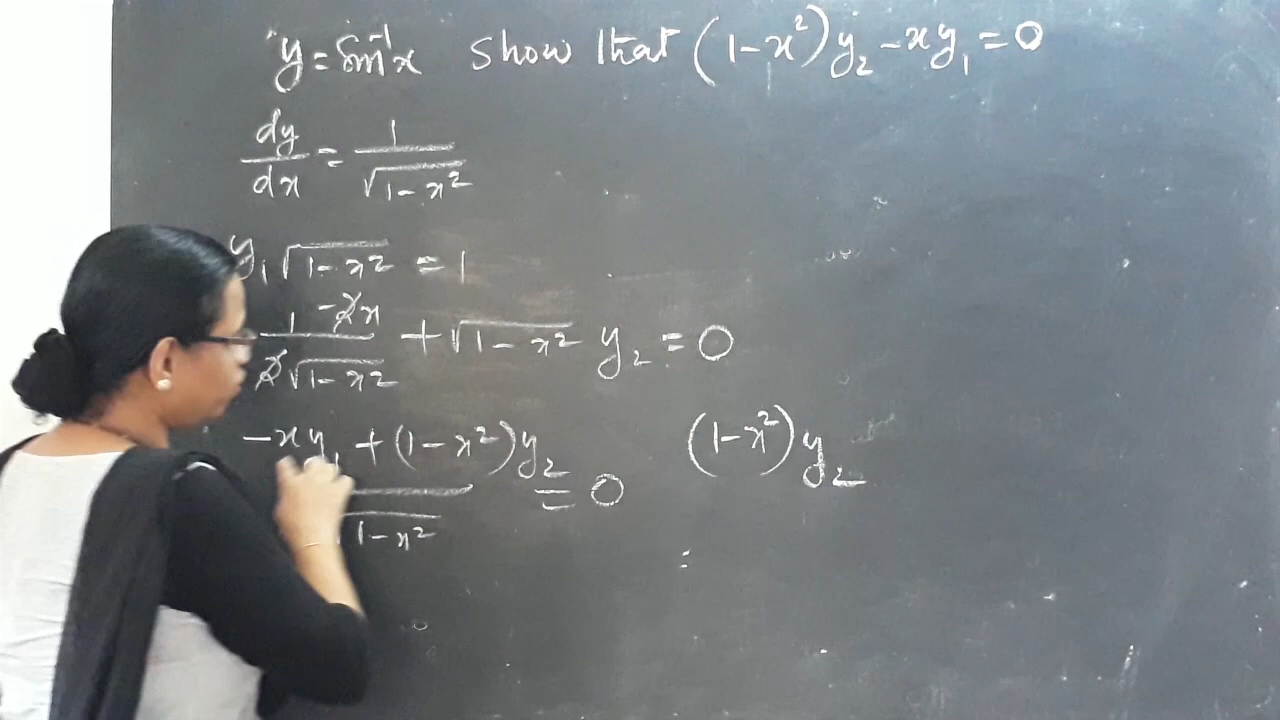 y = Sin⁻¹x Show that (1-x²)y₂ - xy₁ = 0
dy/dx = 1/√1-x²
y₁ √1-x² = 1
1 -2x / 2√1-x² + √1-x² y₂ = 0
-xy₁ + (1-x²)y₂ / √1-x² = 0
(1-x²)y₂